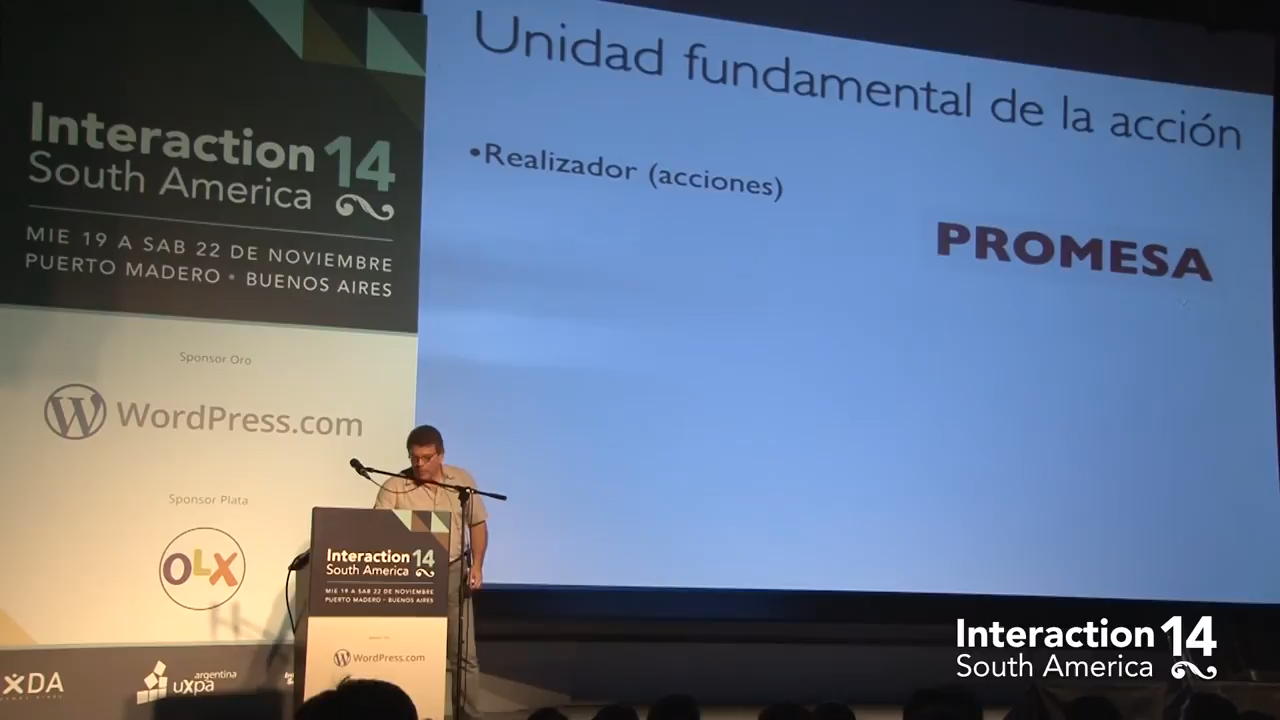 Interaction 14
South America
MIE 19 A SAB 22 DE NOVIEMBRE
PUERTO MADERO • BUENOS AIRES
Sponsor Oro
WordPress.com
Sponsor Plata
OLX
XDA
argentina
uxpa
Unidad fundamental de la acción
•Realizador (acciones)
PROMESA
Interaction 14
South America
MIE 19 A SAB 22 DE NOVIEMBRE
PUERTO MADERO • BUENOS AIRES
WordPress.com
Interaction 14
South America